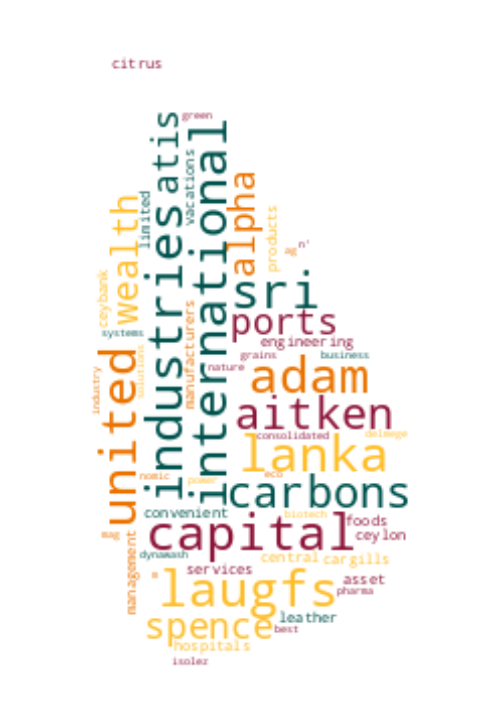 citrus
green
atis
international
industries
vacations
limited
wealth
alpha
products
ag
n'
ceybank
sri
ports
systems
engineering
manufacturers
solutions
grains
business
nature
united
industry
adam
aitken
consolidated
delmege
lanka
nomic
power
eco
carbons
convenient
biotech
capital
foods
ceylon
mag
management
dynamash
central
cargills
services
m
asset
laugfs
pharma
spence
leather
best
hospitals
isolez